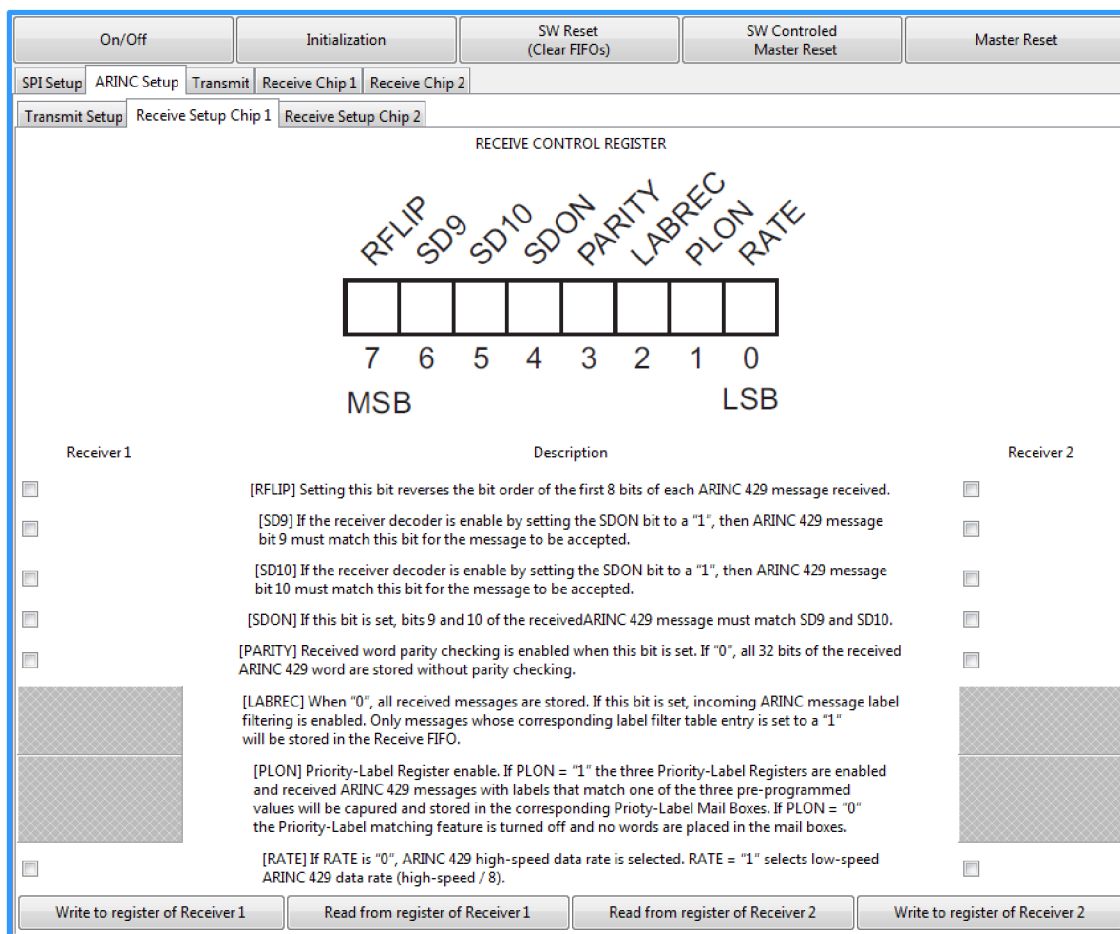 On/Off
Initialization
SW Reset
(Clear FIFOs)
SW Controled
Master Reset
Master Reset
SPI Setup
ARINC Setup
Transmit
Receive Chip 1
Receive Chip 2
Transmit Setup
Receive Setup Chip 1
Receive Setup Chip 2
RECEIVE CONTROL REGISTER
RFLIP SD9 SD10 SDON PARITY LABREC PLON RATE
7 6 5 4 3 2 1 0
MSB LSB
Receiver 1 Description Receiver 2
[RFLIP] Setting this bit reverses the bit order of the first 8 bits of each ARINC 429 message received.
[SD9] If the receiver decoder is enable by setting the SDON bit to a "1", then ARINC 429 message
bit 9 must match this bit for the message to be accepted.
[SD10] If the receiver decoder is enable by setting the SDON bit to a "1", then ARINC 429 message
bit 10 must match this bit for the message to be accepted.
[SDON] If this bit is set, bits 9 and 10 of the receivedARINC 429 message must match SD9 and SD10.
[PARITY] Received word parity checking is enabled when this bit is set. If "0", all 32 bits of the received
ARINC 429 word are stored without parity checking.
[LABREC] When "0", all received messages are stored. If this bit is set, incoming ARINC message label
filtering is enabled. Only messages whose corresponding label filter table entry is set to a "1"
will be stored in the Receive FIFO.
[PLON] Priority-Label Register enable. If PLON = "1" the three Priority-Label Registers are enabled
and received ARINC 429 messages with labels that match one of the three pre-programmed
values will be capured and stored in the corresponding Prioty-Label Mail Boxes. If PLON = "0"
the Priority-Label matching feature is turned off and no words are placed in the mail boxes.
[RATE] If RATE is "0", ARINC 429 high-speed data rate is selected. RATE = "1" selects low-speed
ARINC 429 data rate (high-speed / 8).
Write to register of Receiver 1
Read from register of Receiver 1
Read from register of Receiver 2
Write to register of Receiver 2